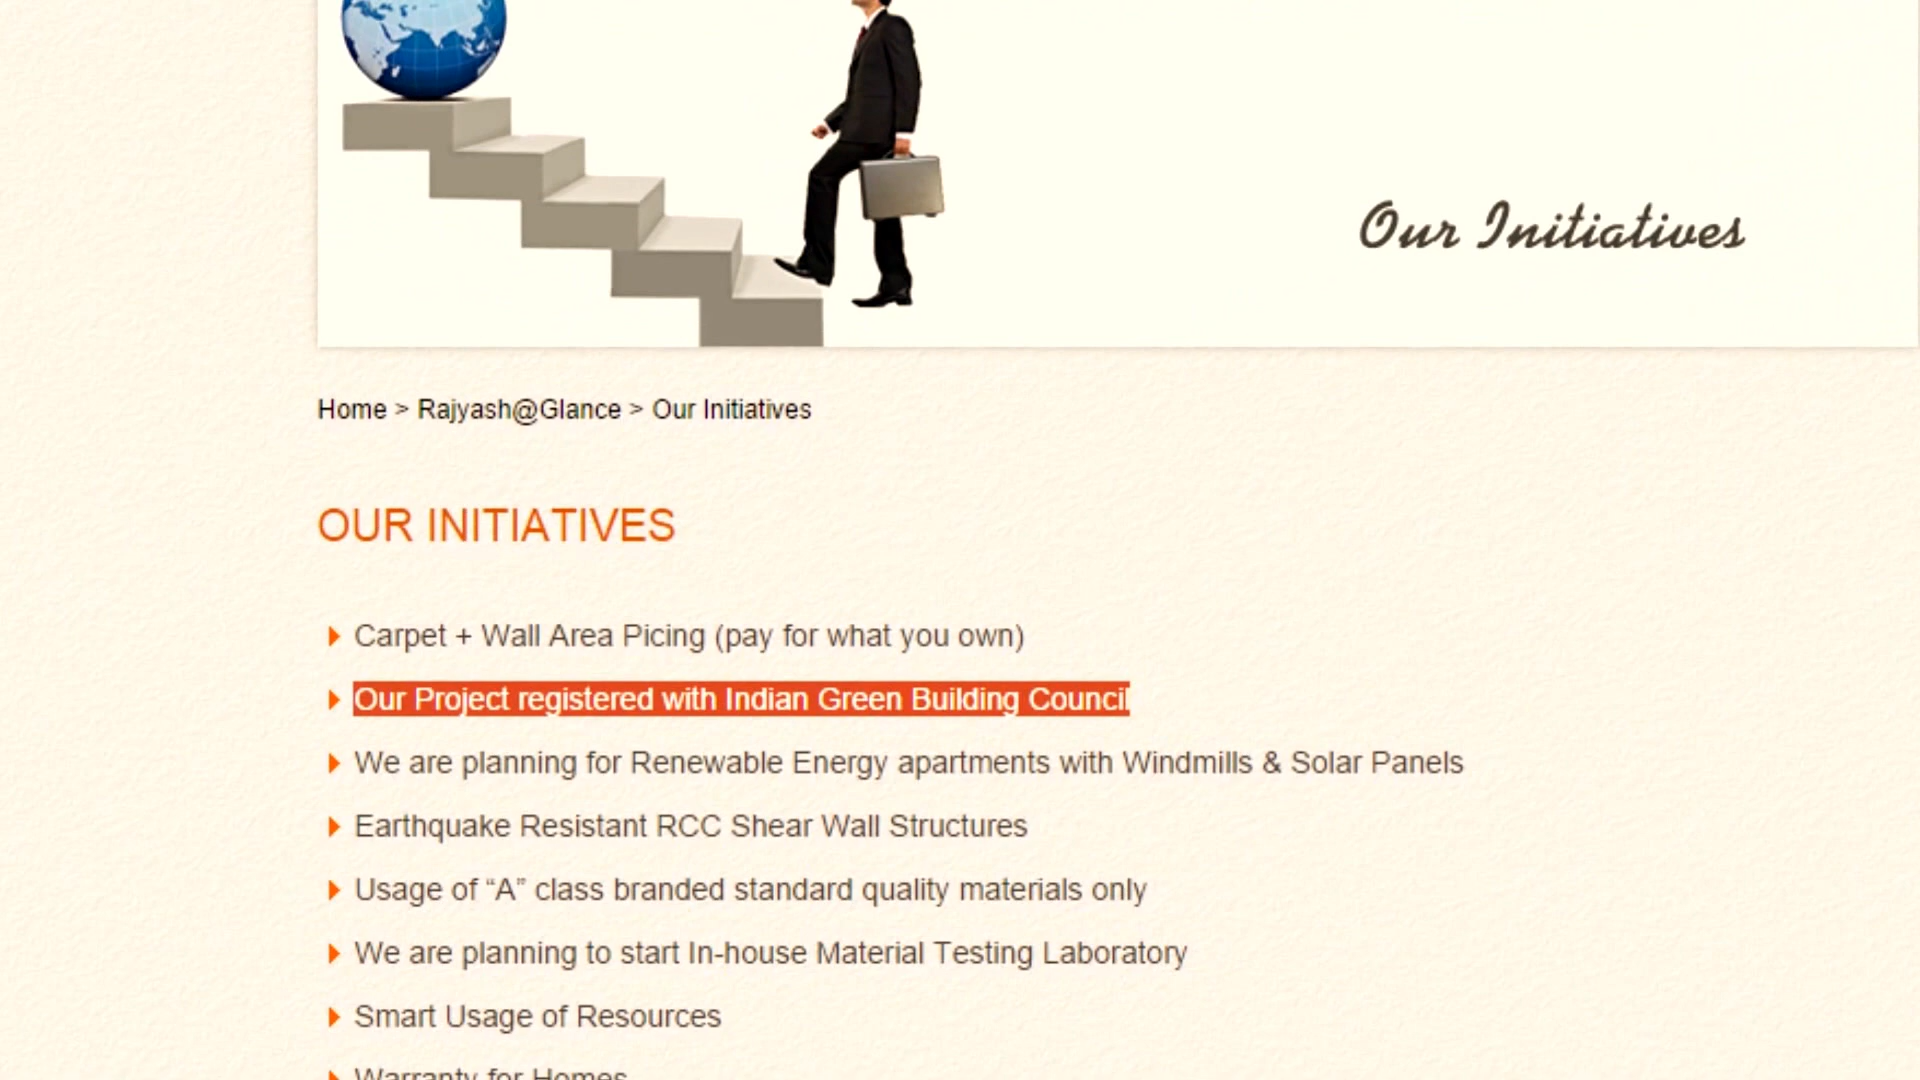 Our Initiatives
Home > Rajyash@Glance > Our Initiatives
OUR INITIATIVES
Carpet + Wall Area Picing (pay for what you own)
Our Project registered with Indian Green Building Council
We are planning for Renewable Energy apartments with Windmills & Solar Panels
Earthquake Resistant RCC Shear Wall Structures
Usage of “A” class branded standard quality materials only
We are planning to start In-house Material Testing Laboratory
Smart Usage of Resources
Warranty for Homes